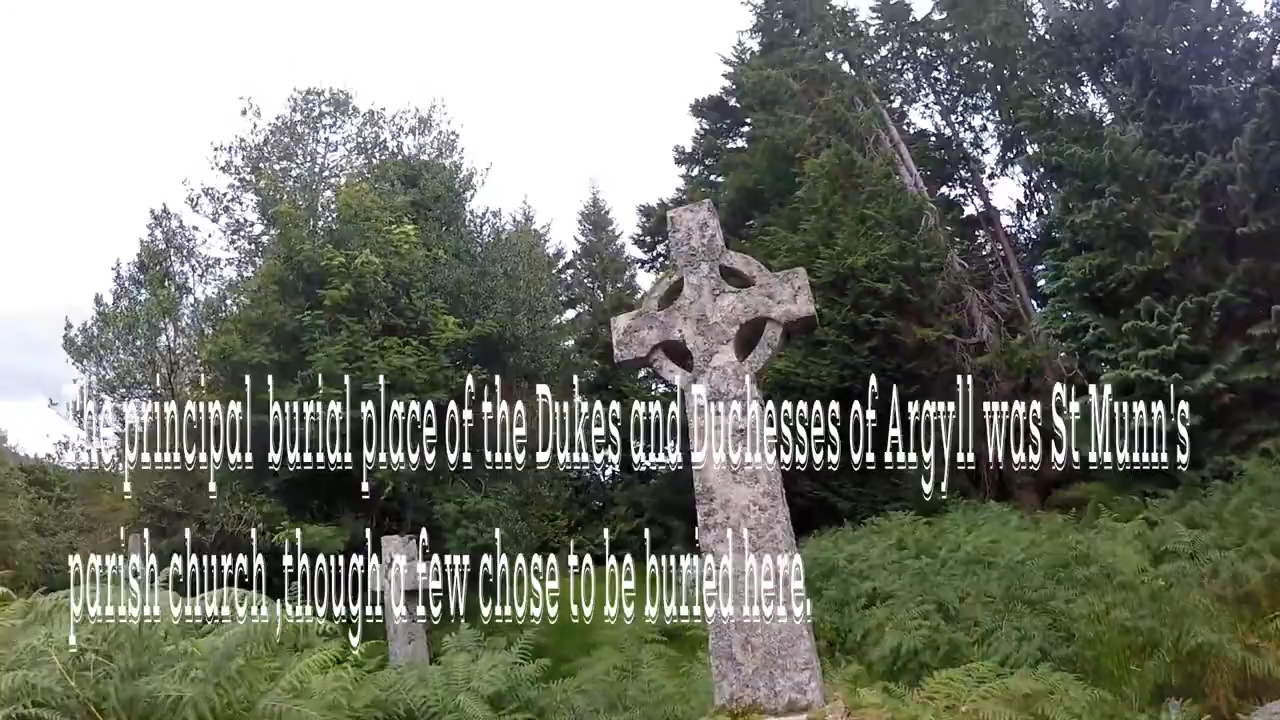 The principal burial place of the Dukes and Duchesses of Argyll was St Munn's
parish church ,though a few chose to be buried here.